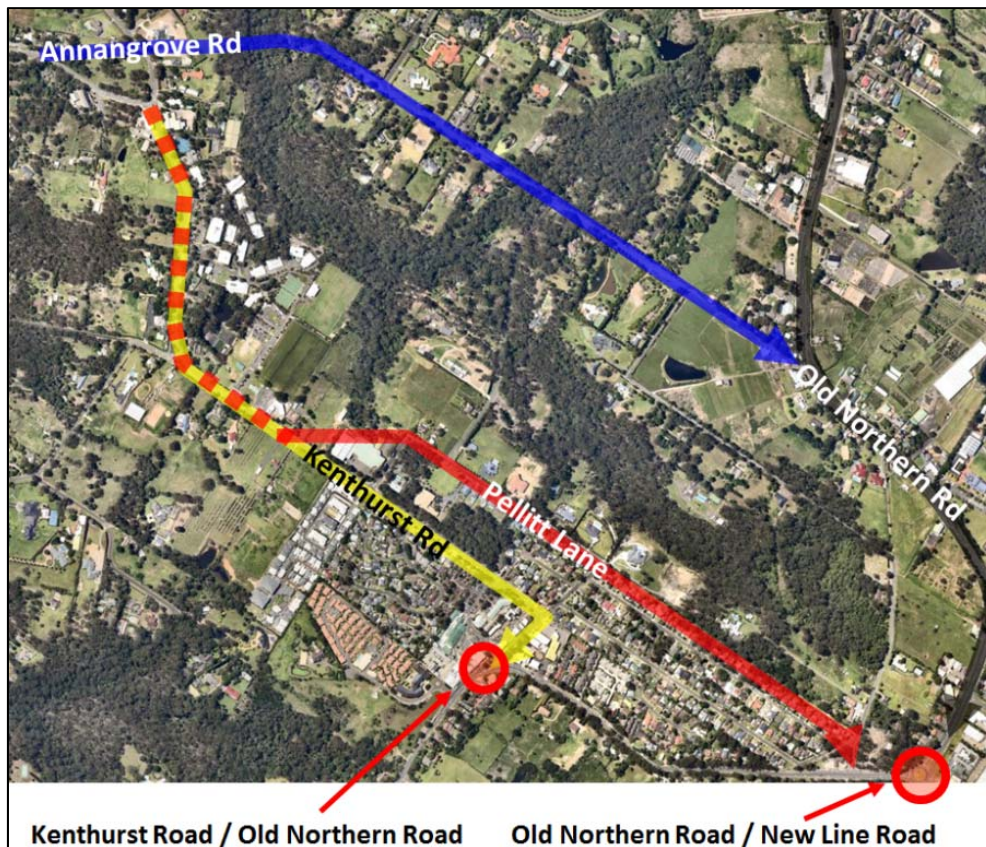 Annangrove Rd
Old Northern Rd
Kenthurst Rd
Pellitt Lane
Kenthurst Road / Old Northern Road
Old Northern Road / New Line Road